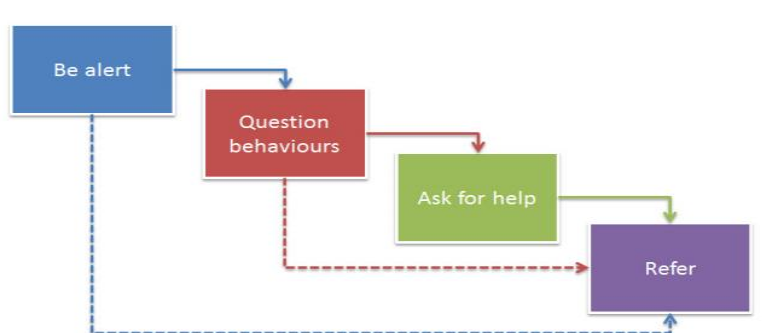 Be alert
Question
behaviours
Ask for help
Refer